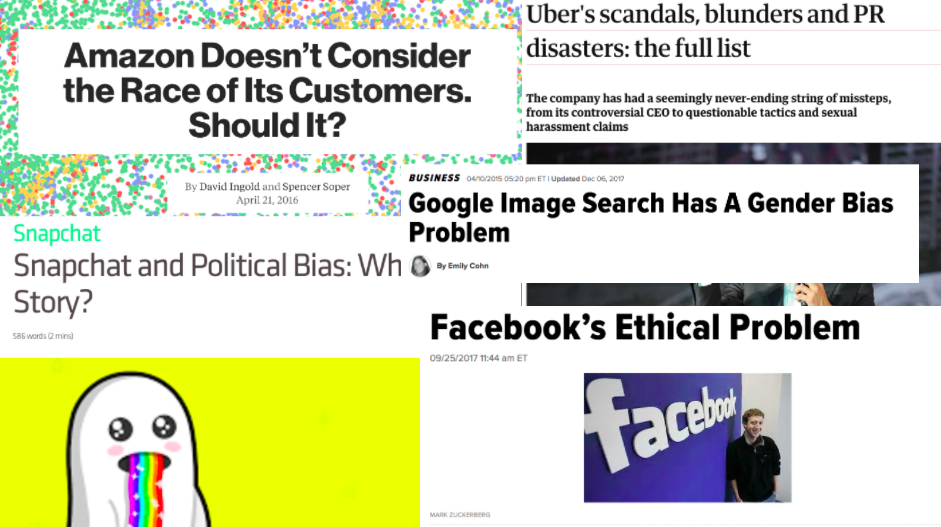 Amazon Doesn’t Consider
the Race of Its Customers.
Should It?
By David Ingold and Spencer Soper
April 21, 2016
Uber's scandals, blunders and PR
disasters: the full list
The company has had a seemingly never-ending string of missteps,
from its controversial CEO to questionable tactics and sexual
harassment claims
BUSINESS 04/10/2015 05:20 pm ET | Updated Dec 06, 2017
Google Image Search Has A Gender Bias
Problem
By Emily Cohn
Snapchat
Snapchat and Political Bias: Wh
Story?
586 words (2 mins)
Facebook’s Ethical Problem
09/25/2017 11:44 am ET
facebook
MARK ZUCKERBERG